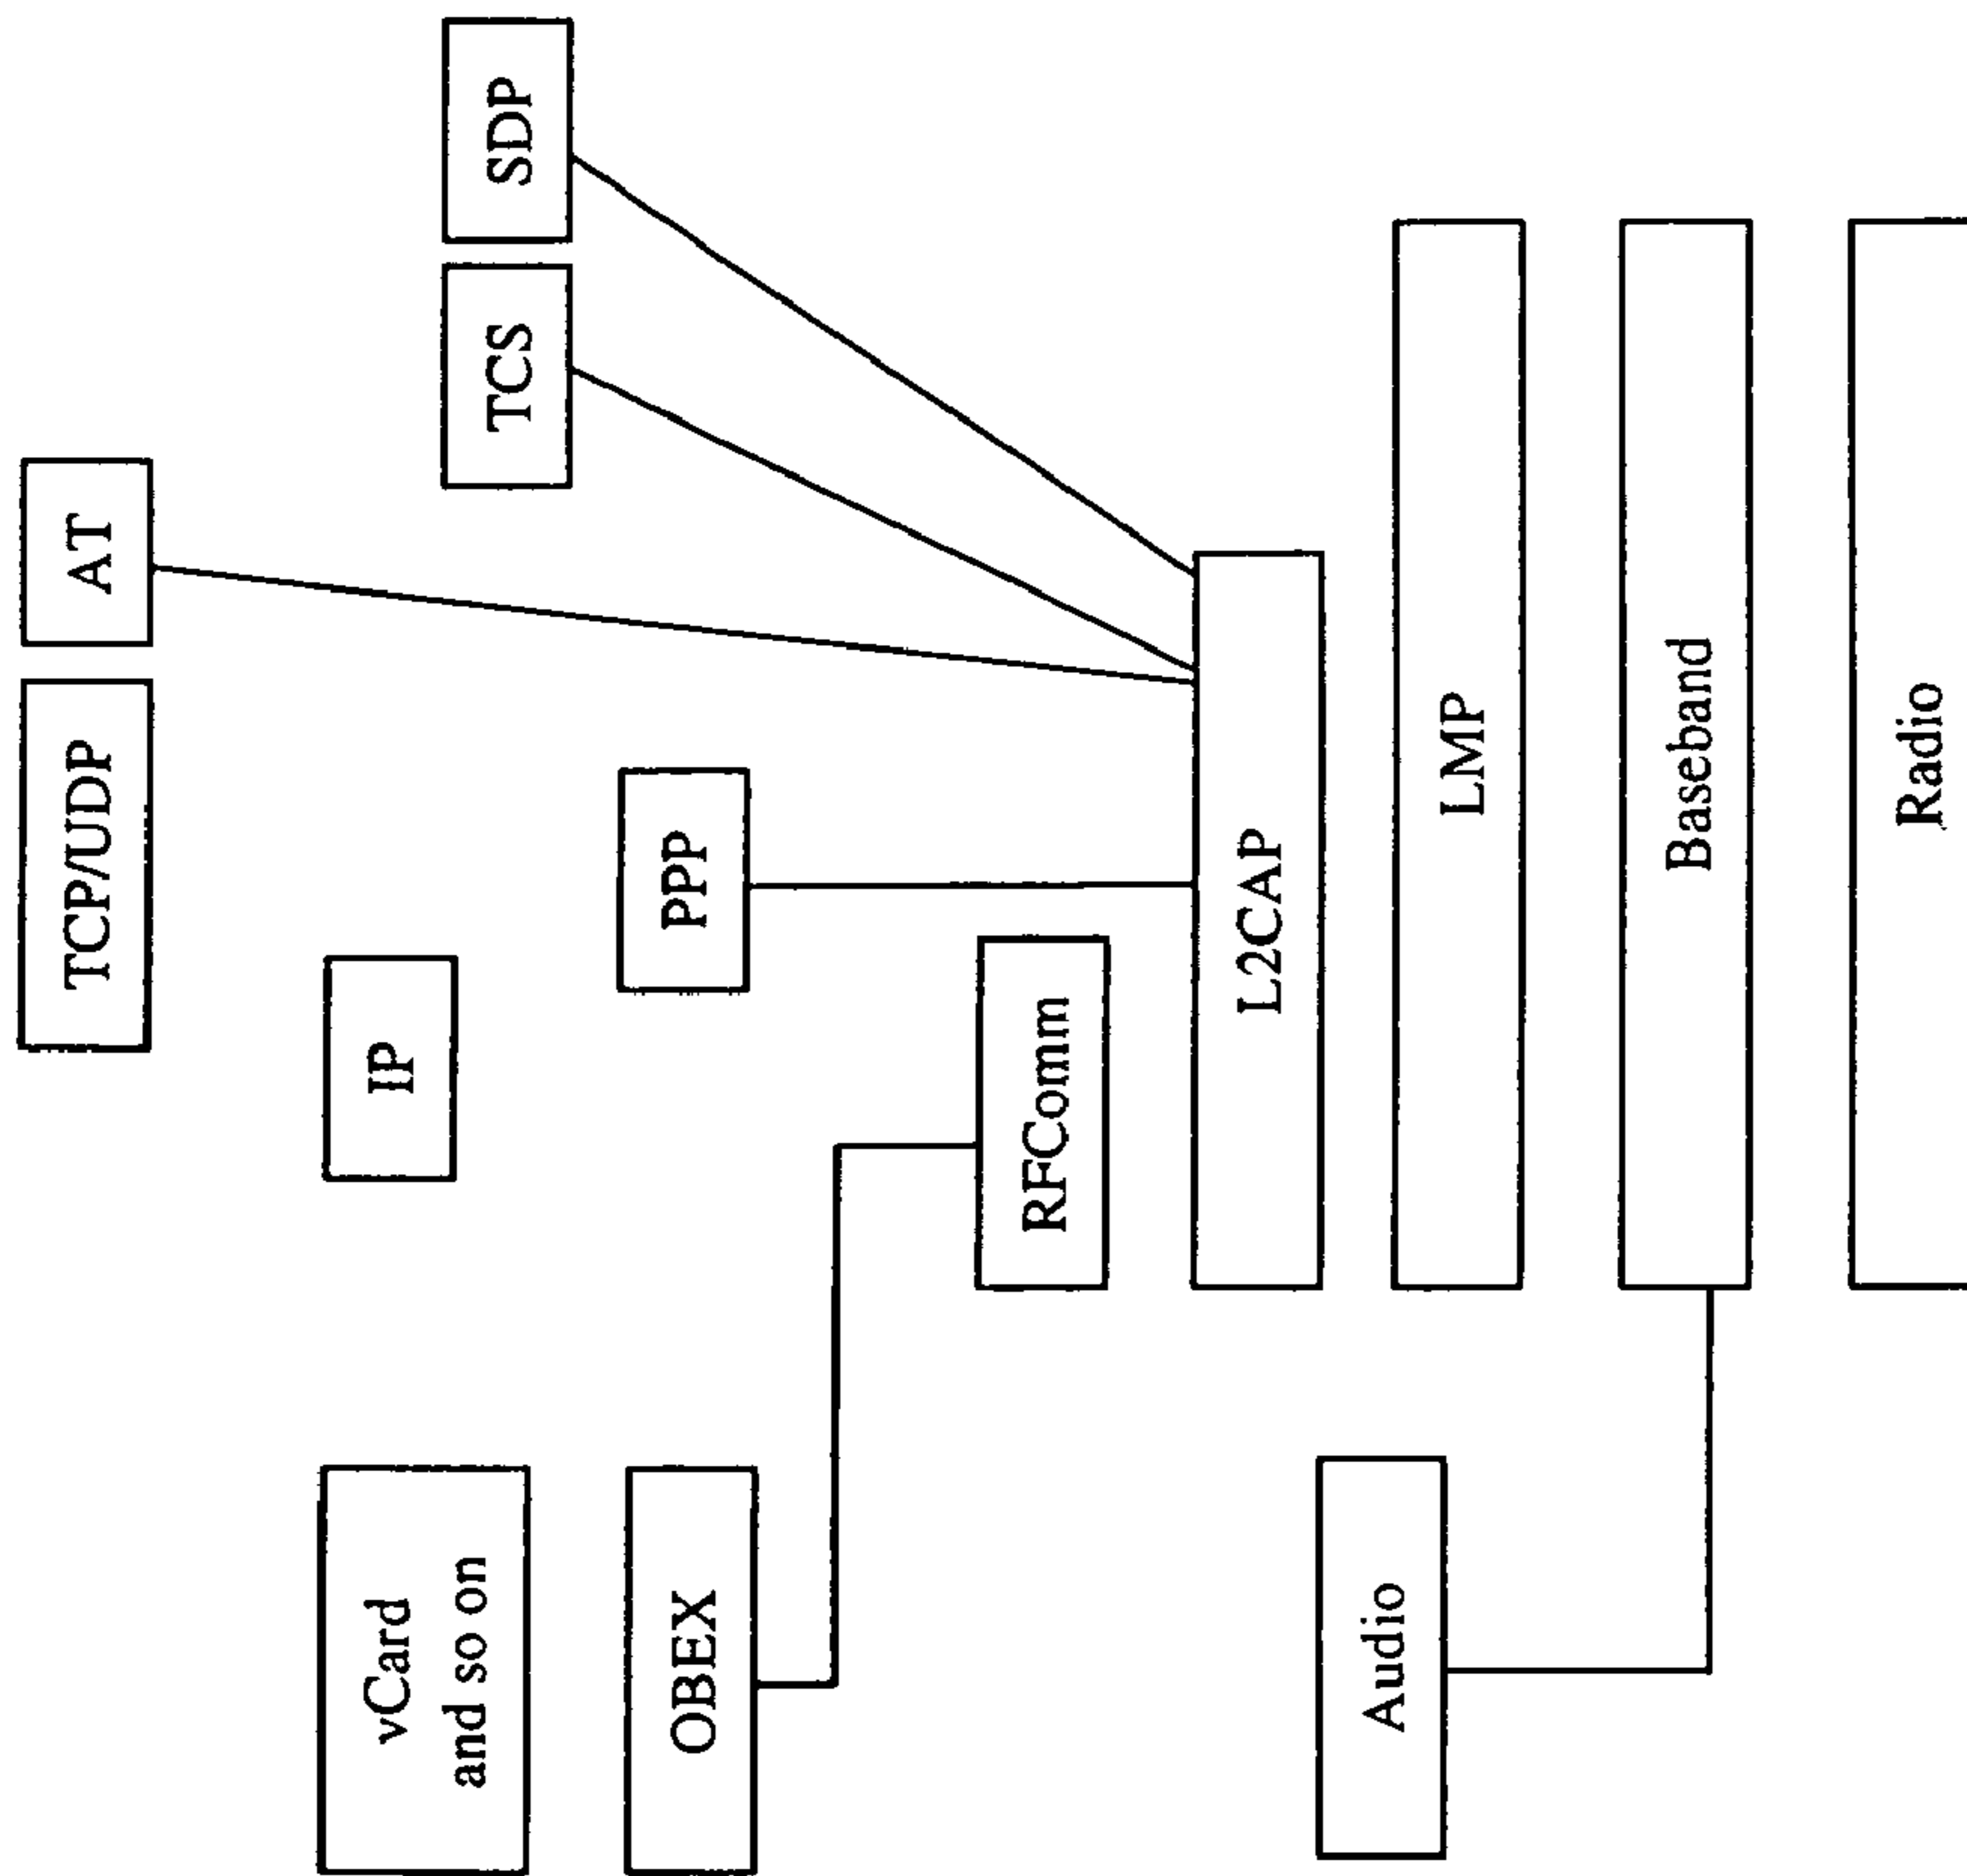 TCP/UDP
AT
vCard
and so on
IP
TCS
SDP
OBEX
PPP
RFComm
L2CAP
Audio
LMP
Baseband
Radio